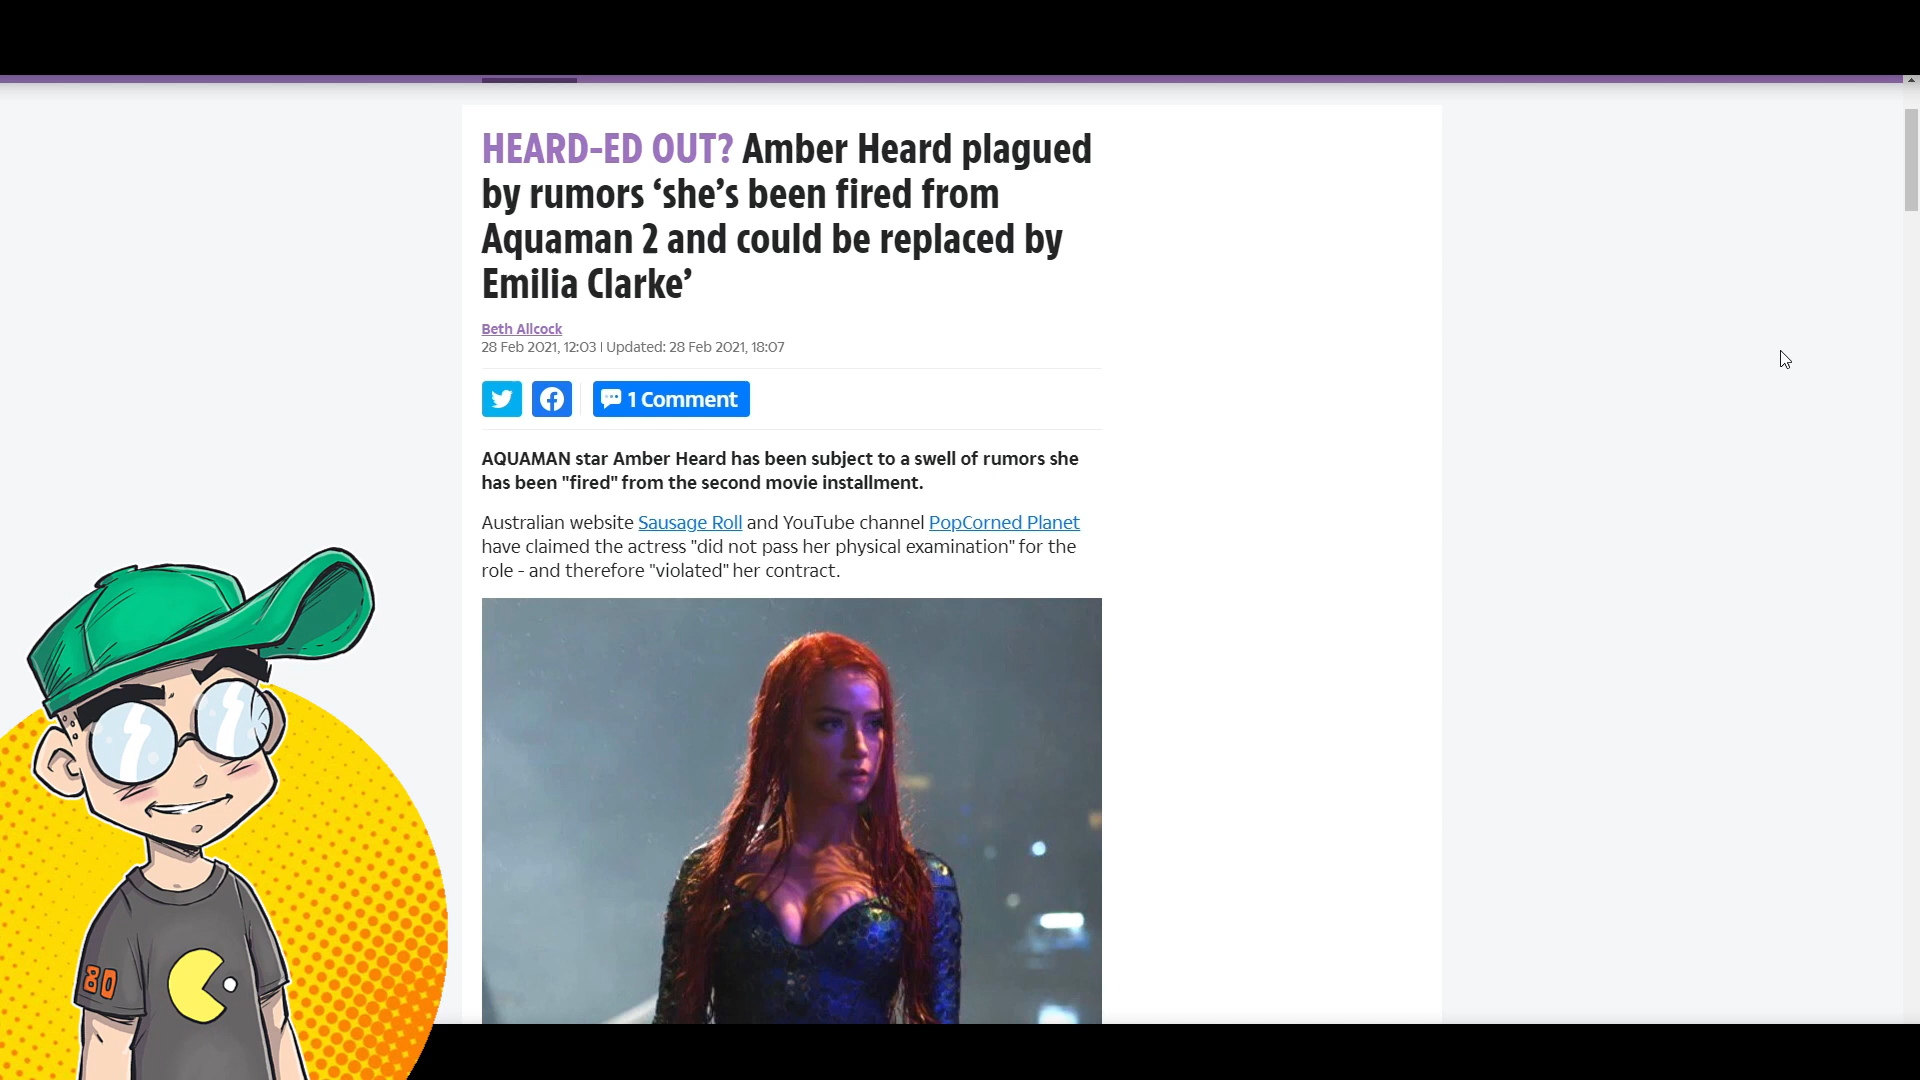 HEARD-ED OUT? Amber Heard plagued
by rumors ‘she’s been fired from
Aquaman 2 and could be replaced by
Emilia Clarke’
Beth Allcock
28 Feb 2021, 12:03 | Updated: 28 Feb 2021, 18:07
1 Comment
AQUAMAN star Amber Heard has been subject to a swell of rumors she
has been "fired" from the second movie installment.
Australian website Sausage Roll and YouTube channel PopCorned Planet
have claimed the actress "did not pass her physical examination" for the
role - and therefore "violated" her contract.
80